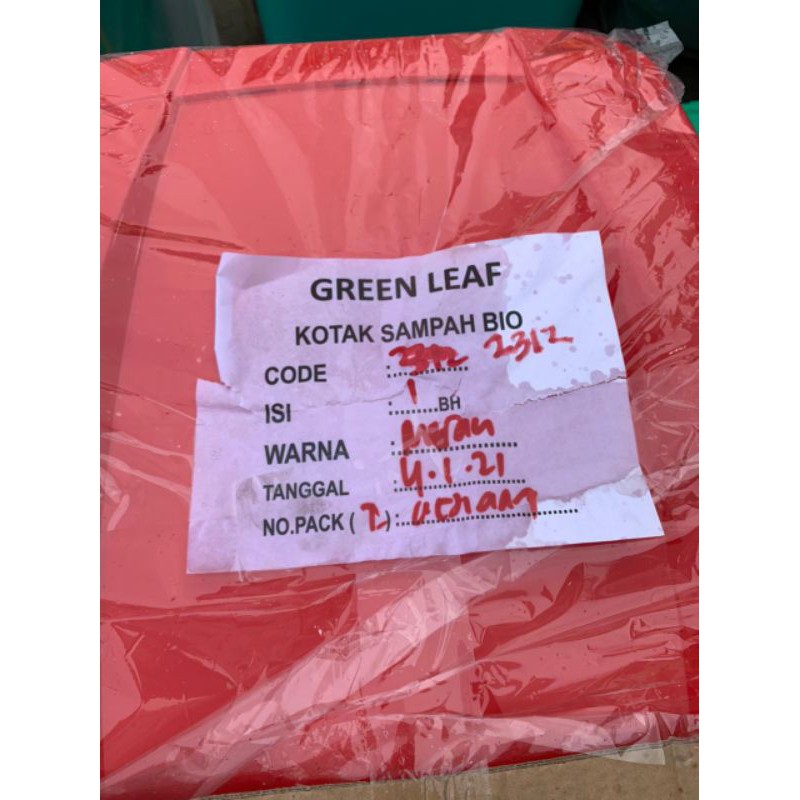 GREEN LEAF
KOTAK SAMPAH BIO
CODE : 2312 2312
ISI : 1 BH
WARNA : Merah
TANGGAL : 4.1.21
NO.PACK ( 2 ) :